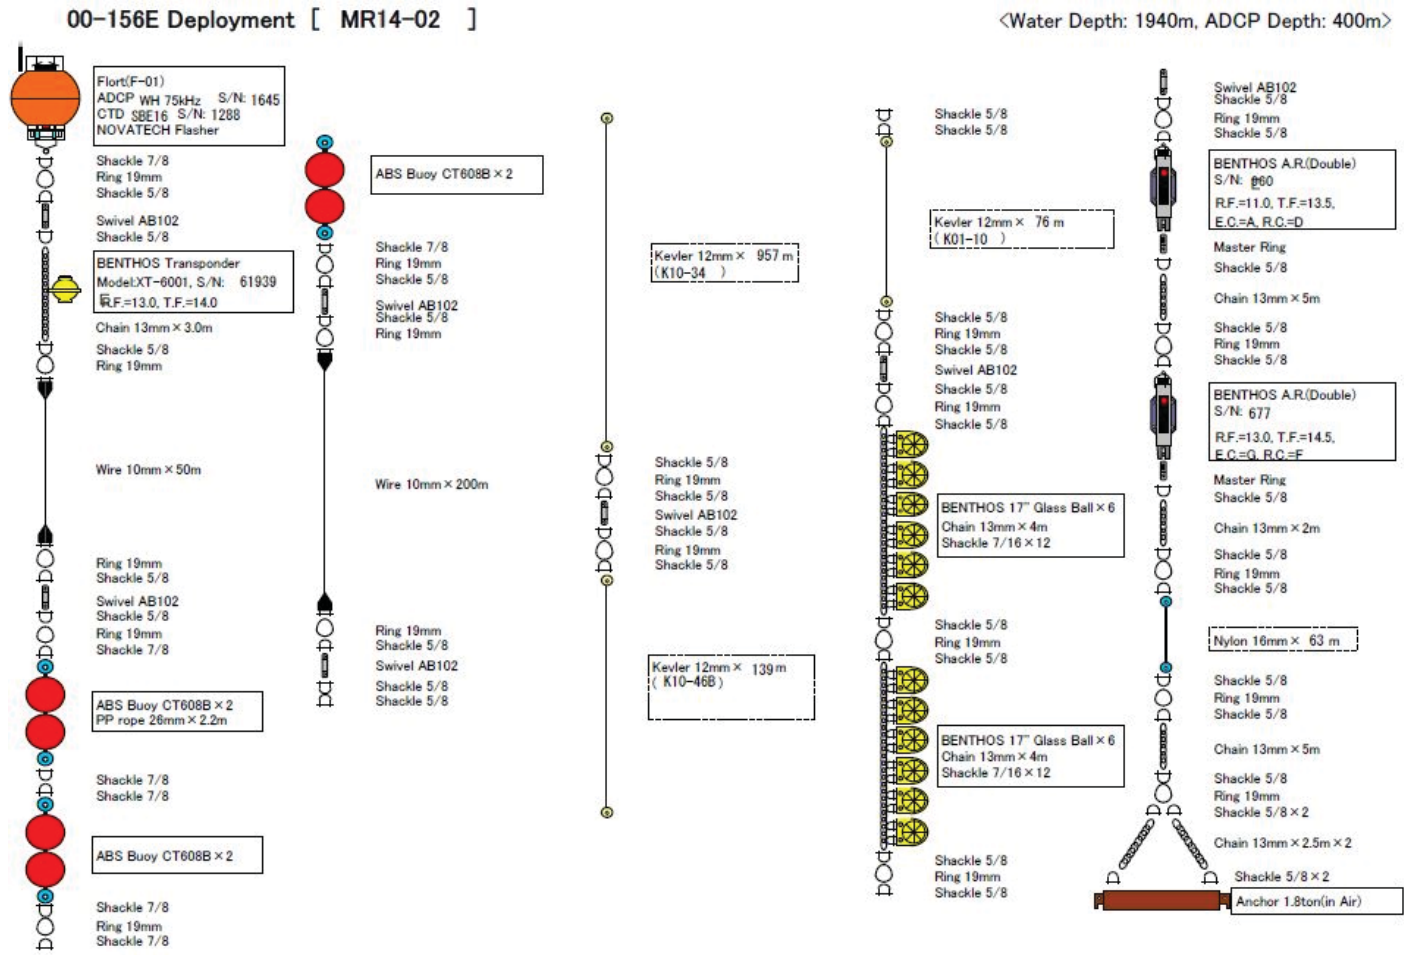 00-156E Deployment [ MR14-02 ]
<Water Depth: 1940m, ADCP Depth: 400m>
Flort(F-01)
ADCP WH 75kHz S/N: 1645
CTD SBE16 S/N: 1288
NOVATECH Flasher
Shackle 7/8
Ring 19mm
Shackle 5/8
Swivel AB102
Shackle 5/8
BENTHOS Transponder
Model:XT-6001, S/N: 61939
R.F.=13.0, T.F.=14.0
Chain 13mm×3.0m
Shackle 5/8
Ring 19mm
Wire 10mm×50m
Ring 19mm
Shackle 5/8
Swivel AB102
Shackle 5/8
Ring 19mm
Shackle 7/8
ABS Buoy CT608B×2
PP rope 26mm×2.2m
Shackle 7/8
Shackle 7/8
ABS Buoy CT608B×2
Shackle 7/8
Ring 19mm
Shackle 7/8
ABS Buoy CT608B×2
Shackle 7/8
Ring 19mm
Shackle 5/8
Swivel AB102
Shackle 5/8
Ring 19mm
Wire 10mm×200m
Ring 19mm
Shackle 5/8
Swivel AB102
Shackle 5/8
Shackle 5/8
Kevler 12mm× 957 m
(K10-34 )
Shackle 5/8
Ring 19mm
Shackle 5/8
Swivel AB102
Shackle 5/8
Ring 19mm
Shackle 5/8
Kevler 12mm× 139 m
( K10-46B )
Shackle 5/8
Shackle 5/8
Kevler 12mm× 76 m
( K01-10 )
Shackle 5/8
Ring 19mm
Shackle 5/8
Swivel AB102
Shackle 5/8
Ring 19mm
Shackle 5/8
BENTHOS 17" Glass Ball×6
Chain 13mm×4m
Shackle 7/16×12
Shackle 5/8
Ring 19mm
Shackle 5/8
BENTHOS 17" Glass Ball×6
Chain 13mm×4m
Shackle 7/16×12
Shackle 5/8
Ring 19mm
Shackle 5/8
Swivel AB102
Shackle 5/8
Ring 19mm
Shackle 5/8
BENTHOS A.R.(Double)
S/N:
R.F.=11.0, T.F.=13.5,
E.C.=A, R.C.=D
Master Ring
Shackle 5/8
Chain 13mm×5m
Shackle 5/8
Ring 19mm
Shackle 5/8
BENTHOS A.R.(Double)
S/N: 677
R.F.=13.0, T.F.=14.5,
E.C.=G, R.C.=F
Master Ring
Shackle 5/8
Chain 13mm×2m
Shackle 5/8
Ring 19mm
Shackle 5/8
Nylon 16mm× 63 m
Shackle 5/8
Ring 19mm
Shackle 5/8
Chain 13mm×5m
Shackle 5/8
Ring 19mm
Shackle 5/8×2
Chain 13mm×2.5m×2
Shackle 5/8×2
Anchor 1.8ton(in Air)